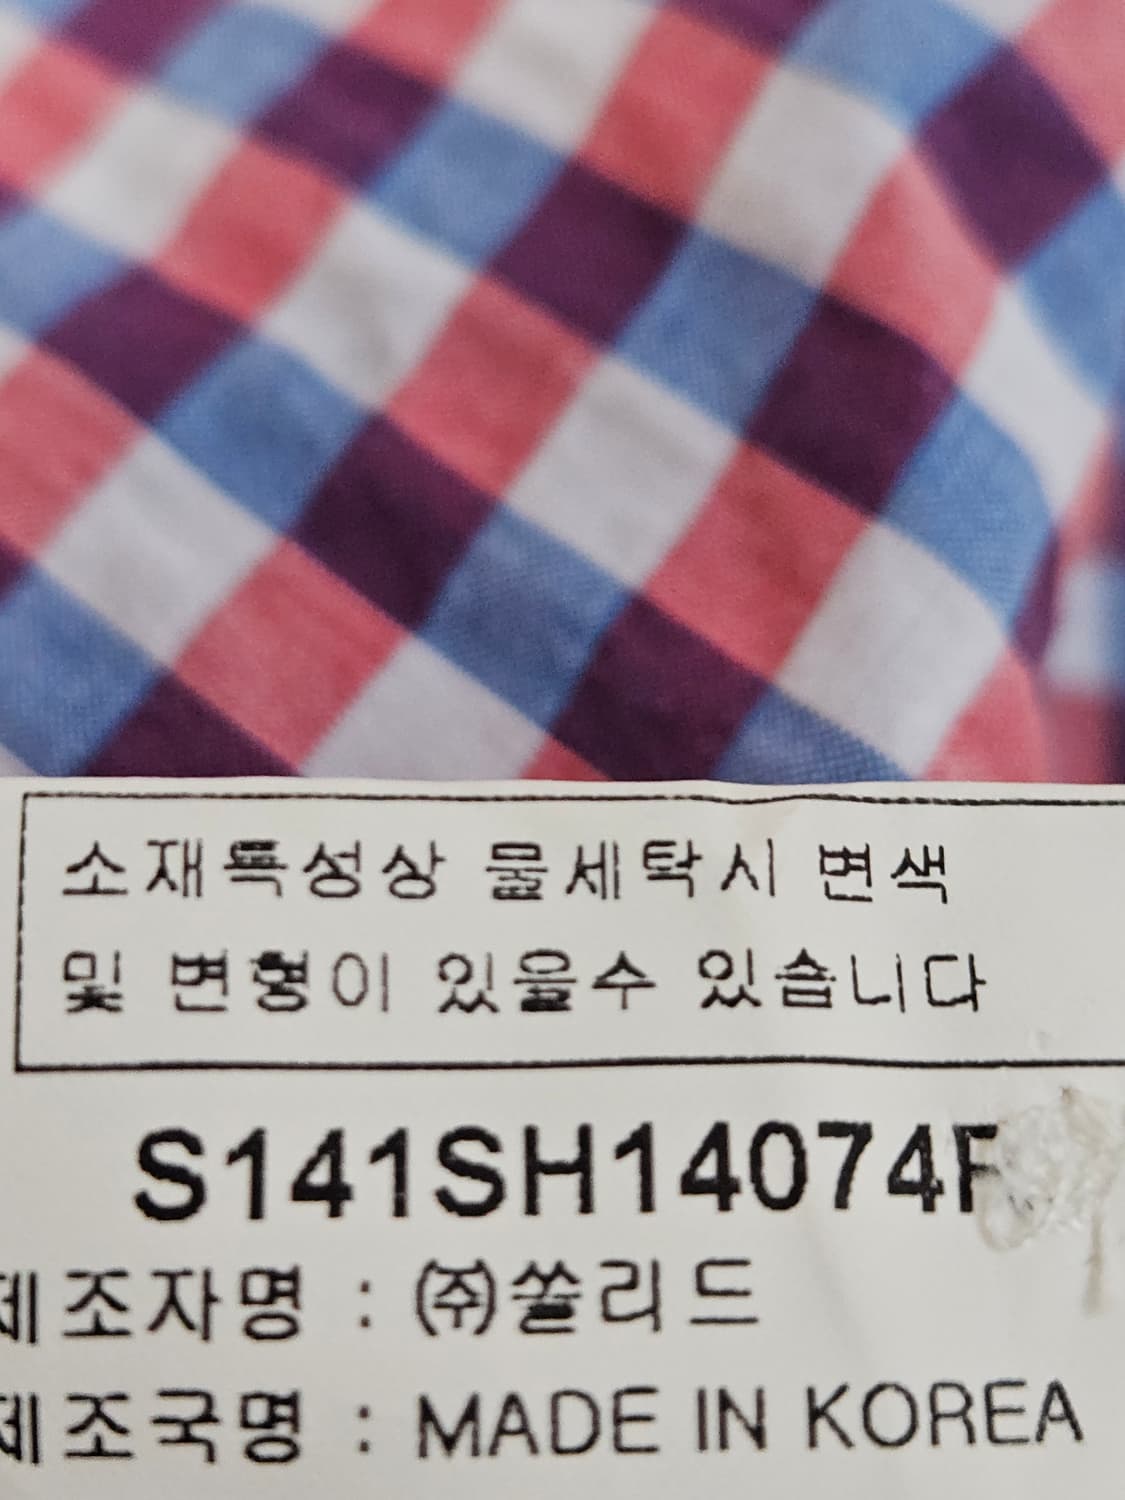 소재특성상 물세탁시 변색
및 변형이 있을수 있습니다
S141SH14074
제조자명 : ㈜쏠리드
제조국명 : MADE IN KOREA